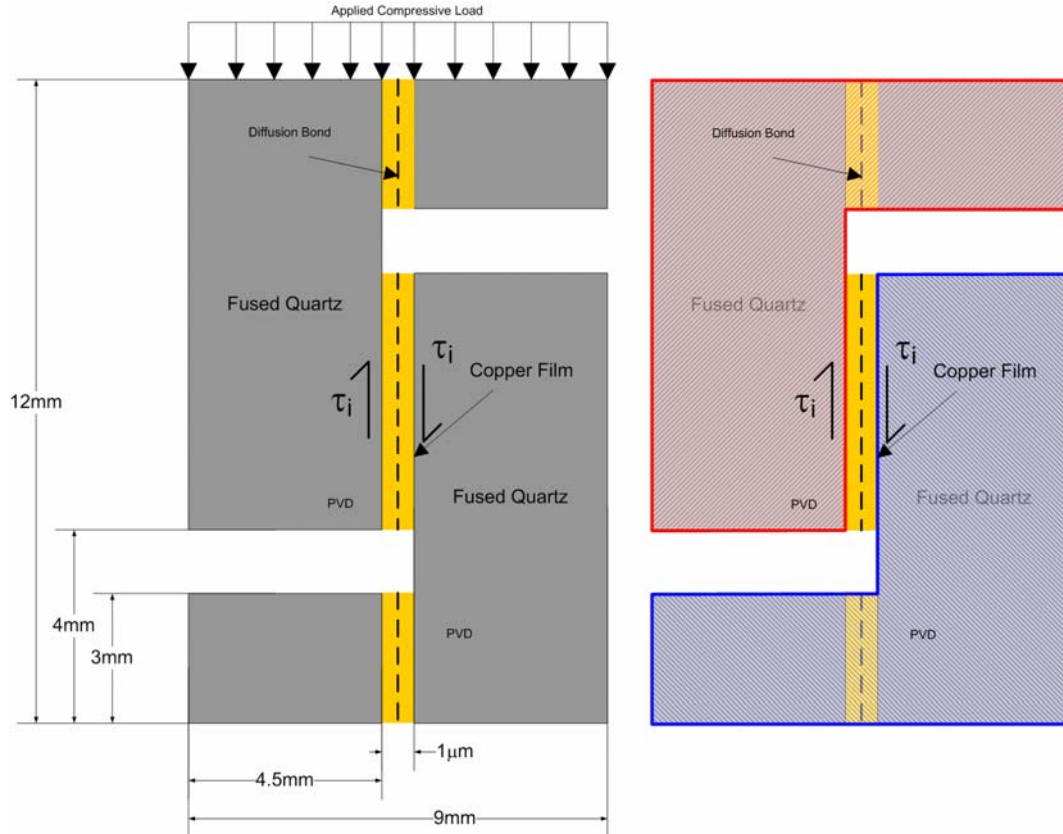 Applied Compressive Load
Diffusion Bond
Fused Quartz
τi
τi
Copper Film
12mm
Fused Quartz
PVD
4mm
3mm
PVD
1μm
4.5mm
9mm
Diffusion Bond
Fused Quartz
τi
τi
Copper Film
Fused Quartz
PVD
PVD